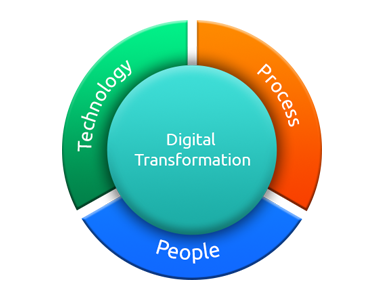 Technology
Process
Digital
Transformation
People